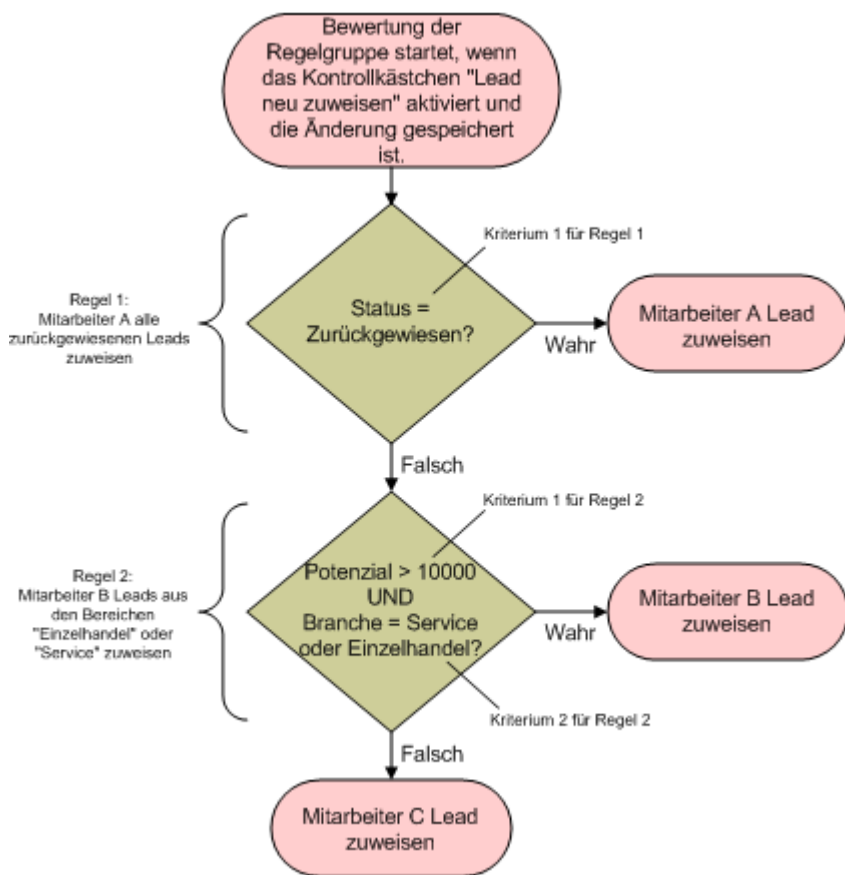 Bewertung der
Regelgruppe startet, wenn
das Kontrollkästchen "Lead
neu zuweisen" aktiviert und
die Änderung gespeichert
ist.
Kriterium 1 für Regel 1
Regel 1:
Mitarbeiter A alle
zurückgewiesenen Leads
zuweisen
Status =
Zurückgewiesen?
Wahr
Mitarbeiter A Lead
zuweisen
Falsch
Kriterium 1 für Regel 2
Regel 2:
Mitarbeiter B Leads aus
den Bereichen
"Einzelhandel" oder
"Service" zuweisen
Potenzial > 10000
UND
Branche = Service
oder Einzelhandel?
Wahr
Mitarbeiter B Lead
zuweisen
Kriterium 2 für Regel 2
Falsch
Mitarbeiter C Lead
zuweisen